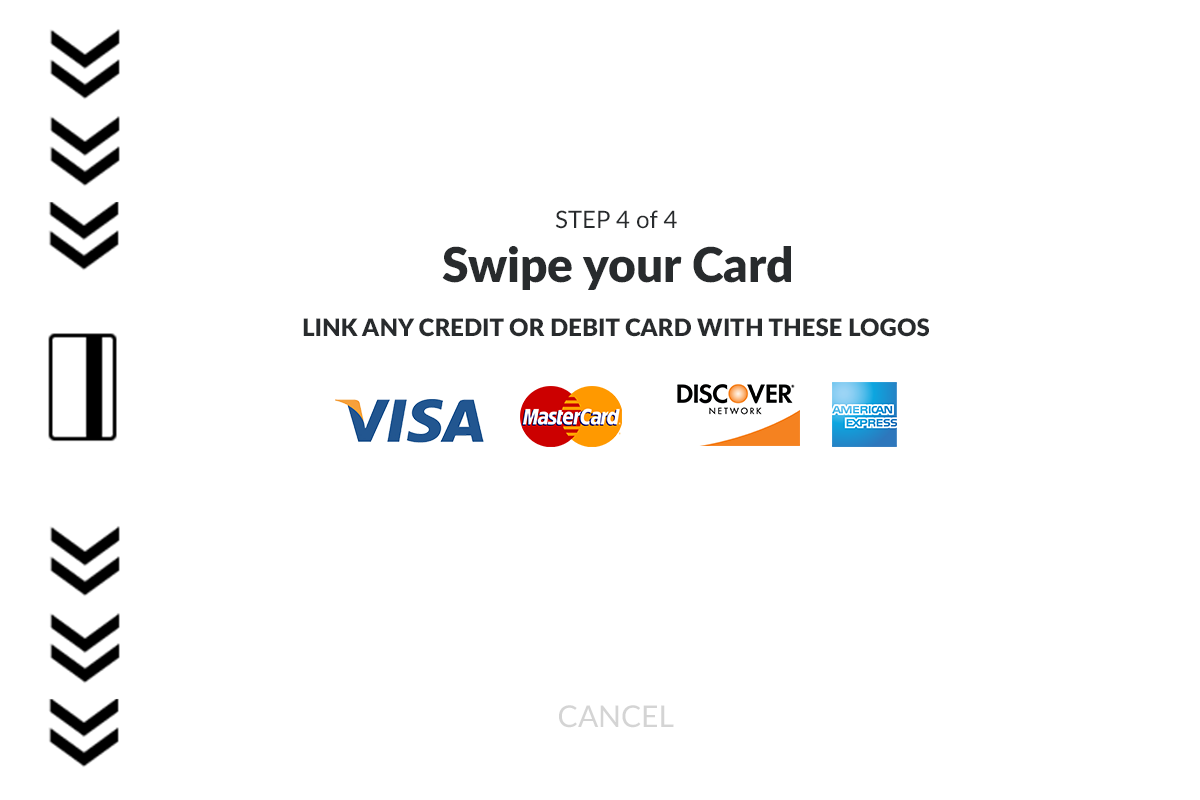 STEP 4 of 4
Swipe your Card
LINK ANY CREDIT OR DEBIT CARD WITH THESE LOGOS
VISA
MasterCard
DISCOVER
NETWORK
AMERICAN
EXPRESS
CANCEL